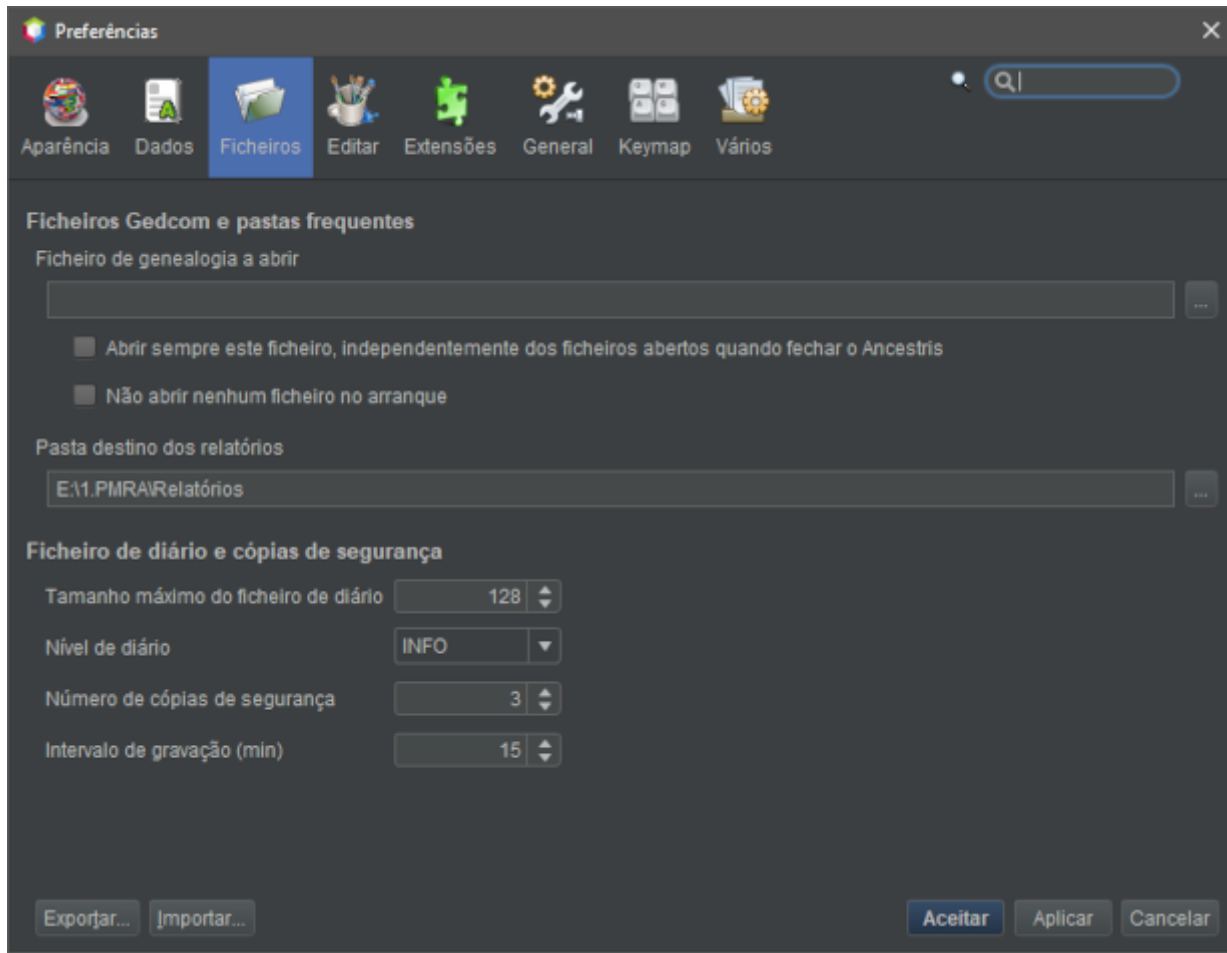 Preferências
Aparência Dados Ficheiros Editar Extensões General Keymap Vários
Ficheiros Gedcom e pastas frequentes
Ficheiro de genealogia a abrir
...
Abrir sempre este ficheiro, independentemente dos ficheiros abertos quando fechar o Ancestris
Não abrir nenhum ficheiro no arranque
Pasta destino dos relatórios
E:\1.PMRA\Relatórios ...
Ficheiro de diário e cópias de segurança
Tamanho máximo do ficheiro de diário 128
Nível de diário INFO
Número de cópias de segurança 3
Intervalo de gravação (min) 15
Exportar... Importar... Aceitar Aplicar Cancelar